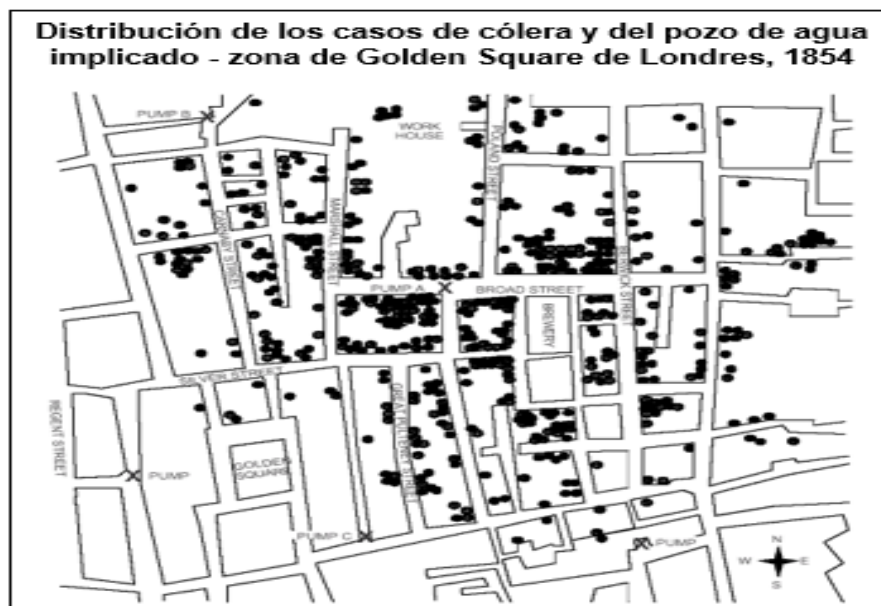 Distribución de los casos de cólera y del pozo de agua
implicado - zona de Golden Square de Londres, 1854
PUMP B
WORK
HOUSE
POLAND STREET
MARSHALL STREET
CARNABY STREET
BERWICK STREET
PUMP A
BROAD STREET
BREWERY
SILVER STREET
GREAT PULTENEY STREET
REGENT STREET
GOLDEN
SQUARE
PUMP
PUMP C
PUMP
N
W
E
S